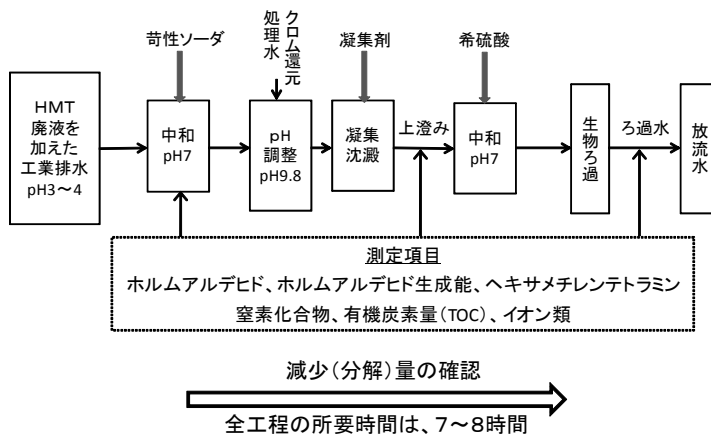 苛性ソーダ
クロム還元
処理水
凝集剤
希硫酸
HMT
廃液を
加えた
工業排水
pH3～4
中和
pH7
pH
調整
pH9.8
凝集
沈澱
上澄み
中和
pH7
生物ろ過
ろ過水
放流水
測定項目
ホルムアルデヒド、ホルムアルデヒド生成能、ヘキサメチレンテトラミン
窒素化合物、有機炭素量(TOC)、イオン類
減少(分解)量の確認
全工程の所要時間は、7～8時間